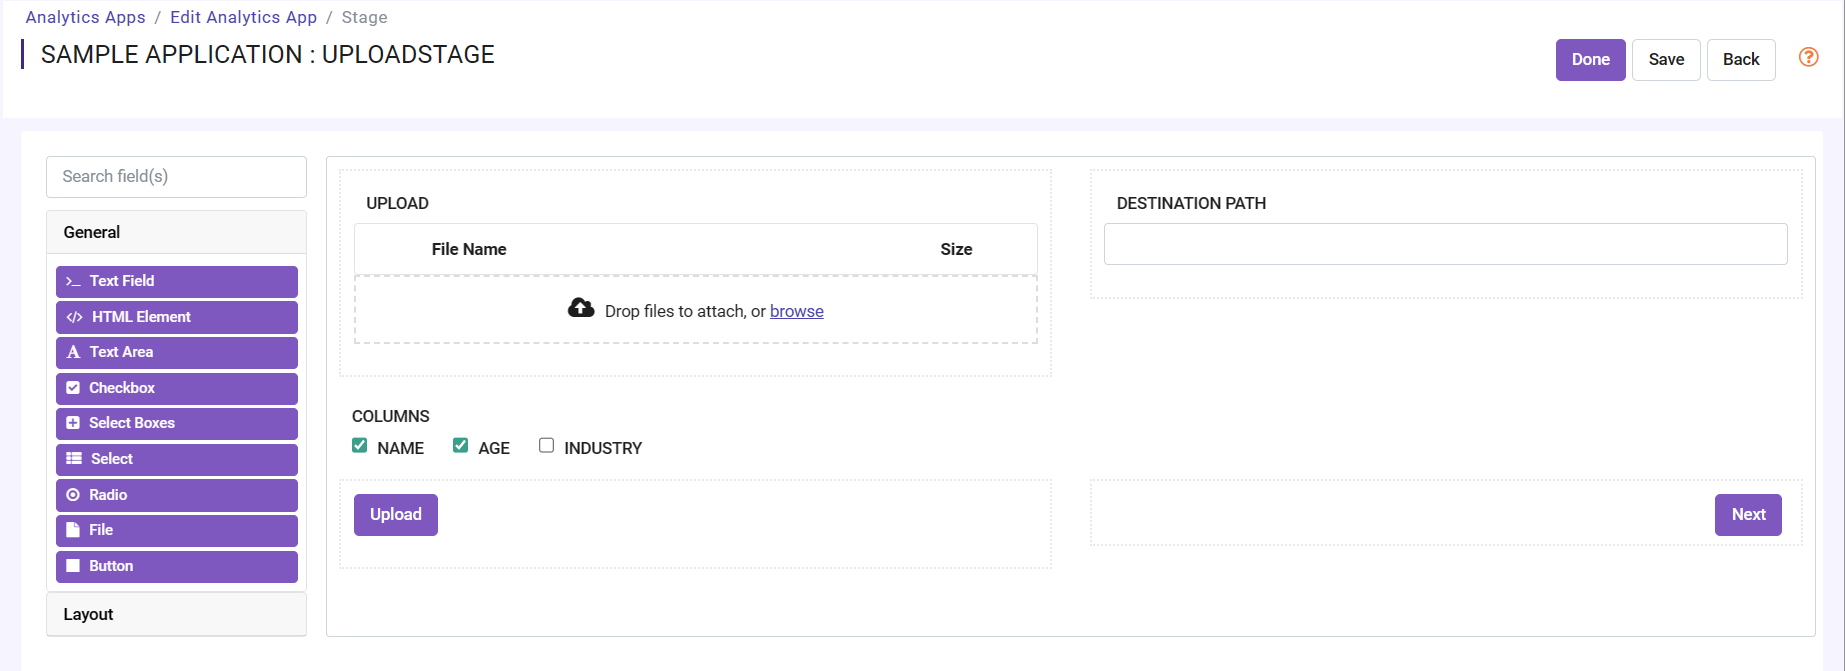 Analytics Apps / Edit Analytics App / Stage
SAMPLE APPLICATION : UPLOADSTAGE
Done
Save
Back
Search field(s)
General
Text Field
HTML Element
Text Area
Checkbox
Select Boxes
Select
Radio
File
Button
Layout
UPLOAD
File Name Size
Drop files to attach, or browse
DESTINATION PATH
COLUMNS
NAME AGE INDUSTRY
Upload
Next